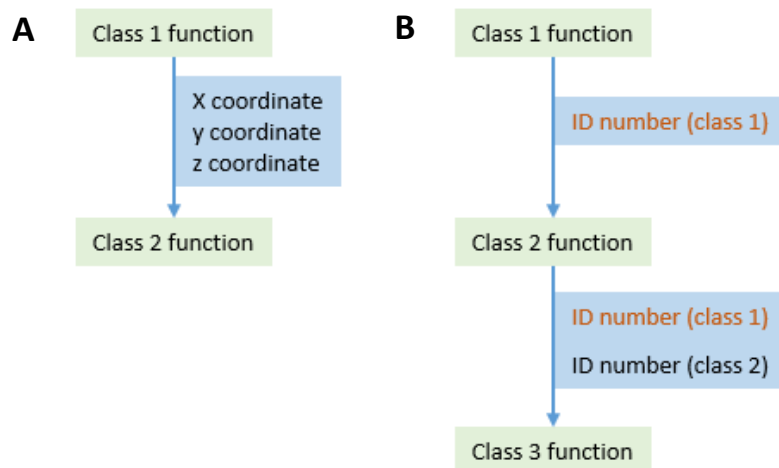 A
Class 1 function
X coordinate
y coordinate
z coordinate
Class 2 function
B
Class 1 function
ID number (class 1)
Class 2 function
ID number (class 1)
ID number (class 2)
Class 3 function